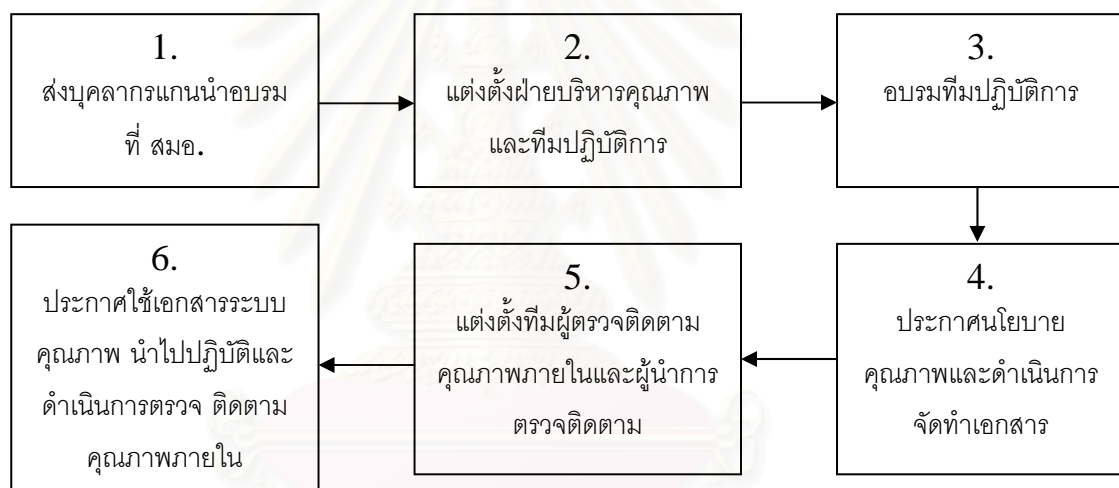 1.
ส่งบุคลากรแกนนำอบรม
ที่ สมอ.
2.
แต่งตั้งฝ่ายบริหารคุณภาพ
และทีมปฏิบัติการ
3.
อบรมทีมปฏิบัติการ
4.
ประกาศนโยบาย
คุณภาพและดำเนินการ
จัดทำเอกสาร
5.
แต่งตั้งทีมผู้ตรวจติดตาม
คุณภาพภายในและผู้นำการ
ตรวจติดตาม
6.
ประกาศใช้เอกสารระบบ
คุณภาพ นำไปปฏิบัติและ
ดำเนินการตรวจ ติดตาม
คุณภาพภายใน